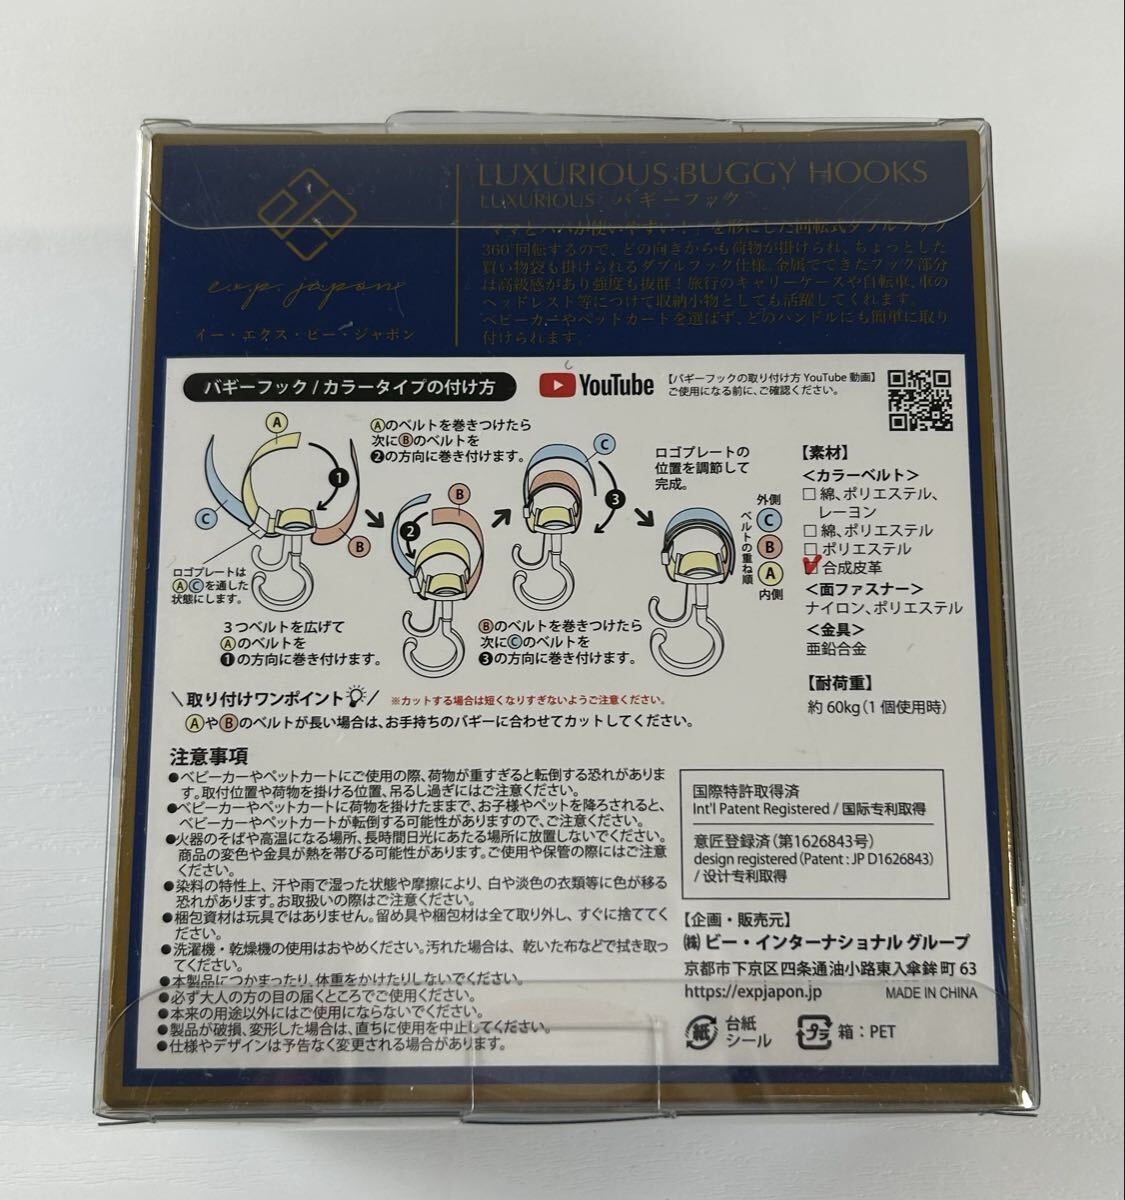 LUXURIOUS BUGGY HOOKS
LUXURIOUS バギーフック
「ママとパパが使いやすい！」を形にした回転式ダブルフック
360°回転するので、どの向きからも荷物が掛けられ、ちょっとした
買い物袋も掛けられるダブルフック仕様。金属でできたフック部分
は高級感があり強度も抜群！旅行のキャリーケースや自転車、車の
ヘッドレスト等につけて収納小物としても活躍してくれます。
ベビーカーやペットカートを選ばず、どのハンドルにも簡単に取り
付けられます。
e.x.p. japon
イー・エクス・ピー・ジャポン
バギーフック / カラータイプの付け方
YouTube
【バギーフックの取り付け方 YouTube 動画】
ご使用になる前に、ご確認ください。
A
1
C
B
ロゴプレートは
ACを通した
状態にします。
3つベルトを広げて
Aのベルトを
1の方向に巻き付けます。
Aのベルトを巻きつけたら
次にBのベルトを
2の方向に巻き付けます。
B
2
C
3
Bのベルトを巻きつけたら
次にCのベルトを
3の方向に巻き付けます。
ロゴプレートの
位置を調節して
完成。
ベルトの重ね順
外側
C
B
A
内側
【素材】
<カラーベルト>
□ 綿、ポリエステル、
レーヨン
□ 綿、ポリエステル
□ ポリエステル
☑ 合成皮革
<面ファスナー>
ナイロン、ポリエステル
<金具>
亜鉛合金
【耐荷重】
約 60kg（1 個使用時）
\ 取り付けワンポイント /
※カットする場合は短くなりすぎないようご注意ください。
AやBのベルトが長い場合は、お手持ちのバギーに合わせてカットしてください。
注意事項
●ベビーカーやペットカートにご使用の際、荷物が重すぎると転倒する恐れがありま
す。取付位置や荷物を掛ける位置、吊るし過ぎにはご注意ください。
●ベビーカーやペットカートに荷物を掛けたままで、お子様やペットを降ろされると、
ベビーカーやペットカートが転倒する可能性がありますので、ご注意ください。
●火器のそばや高温になる場所、長時間日光にあたる場所に放置しないでください。
商品の変色や金具が熱を帯びる可能性があります。ご使用や保管の際にはご注意
ください。
●染料の特性上、汗や雨で湿った状態や摩擦により、白や淡色の衣類等に色が移る
恐れがあります。お取扱いの際はご注意ください。
●梱包資材は玩具ではありません。留め具や梱包材は全て取り外し、すぐに捨ててく
ださい。
●洗濯機・乾燥機の使用はおやめください。汚れた場合は、乾いた布などで拭き取っ
てください。
●本製品につかまったり、体重をかけたりしないでください。
●必ず大人の方の目の届くところでご使用ください。
●本来の用途以外にはご使用にならないでください。
●製品が破損、変形した場合は、直ちに使用を中止してください。
●仕様やデザインは予告なく変更される場合があります。
国際特許取得済
Int'l Patent Registered / 国际专利取得
意匠登録済（第1626843号）
design registered (Patent : JP D1626843)
/ 设计专利取得
【企画・販売元】
㈱ ビー・インターナショナル グループ
京都市下京区四条通油小路東入傘鉾町 63
https://expjapon.jp
MADE IN CHINA
紙
台紙
シール
プラ
箱：PET